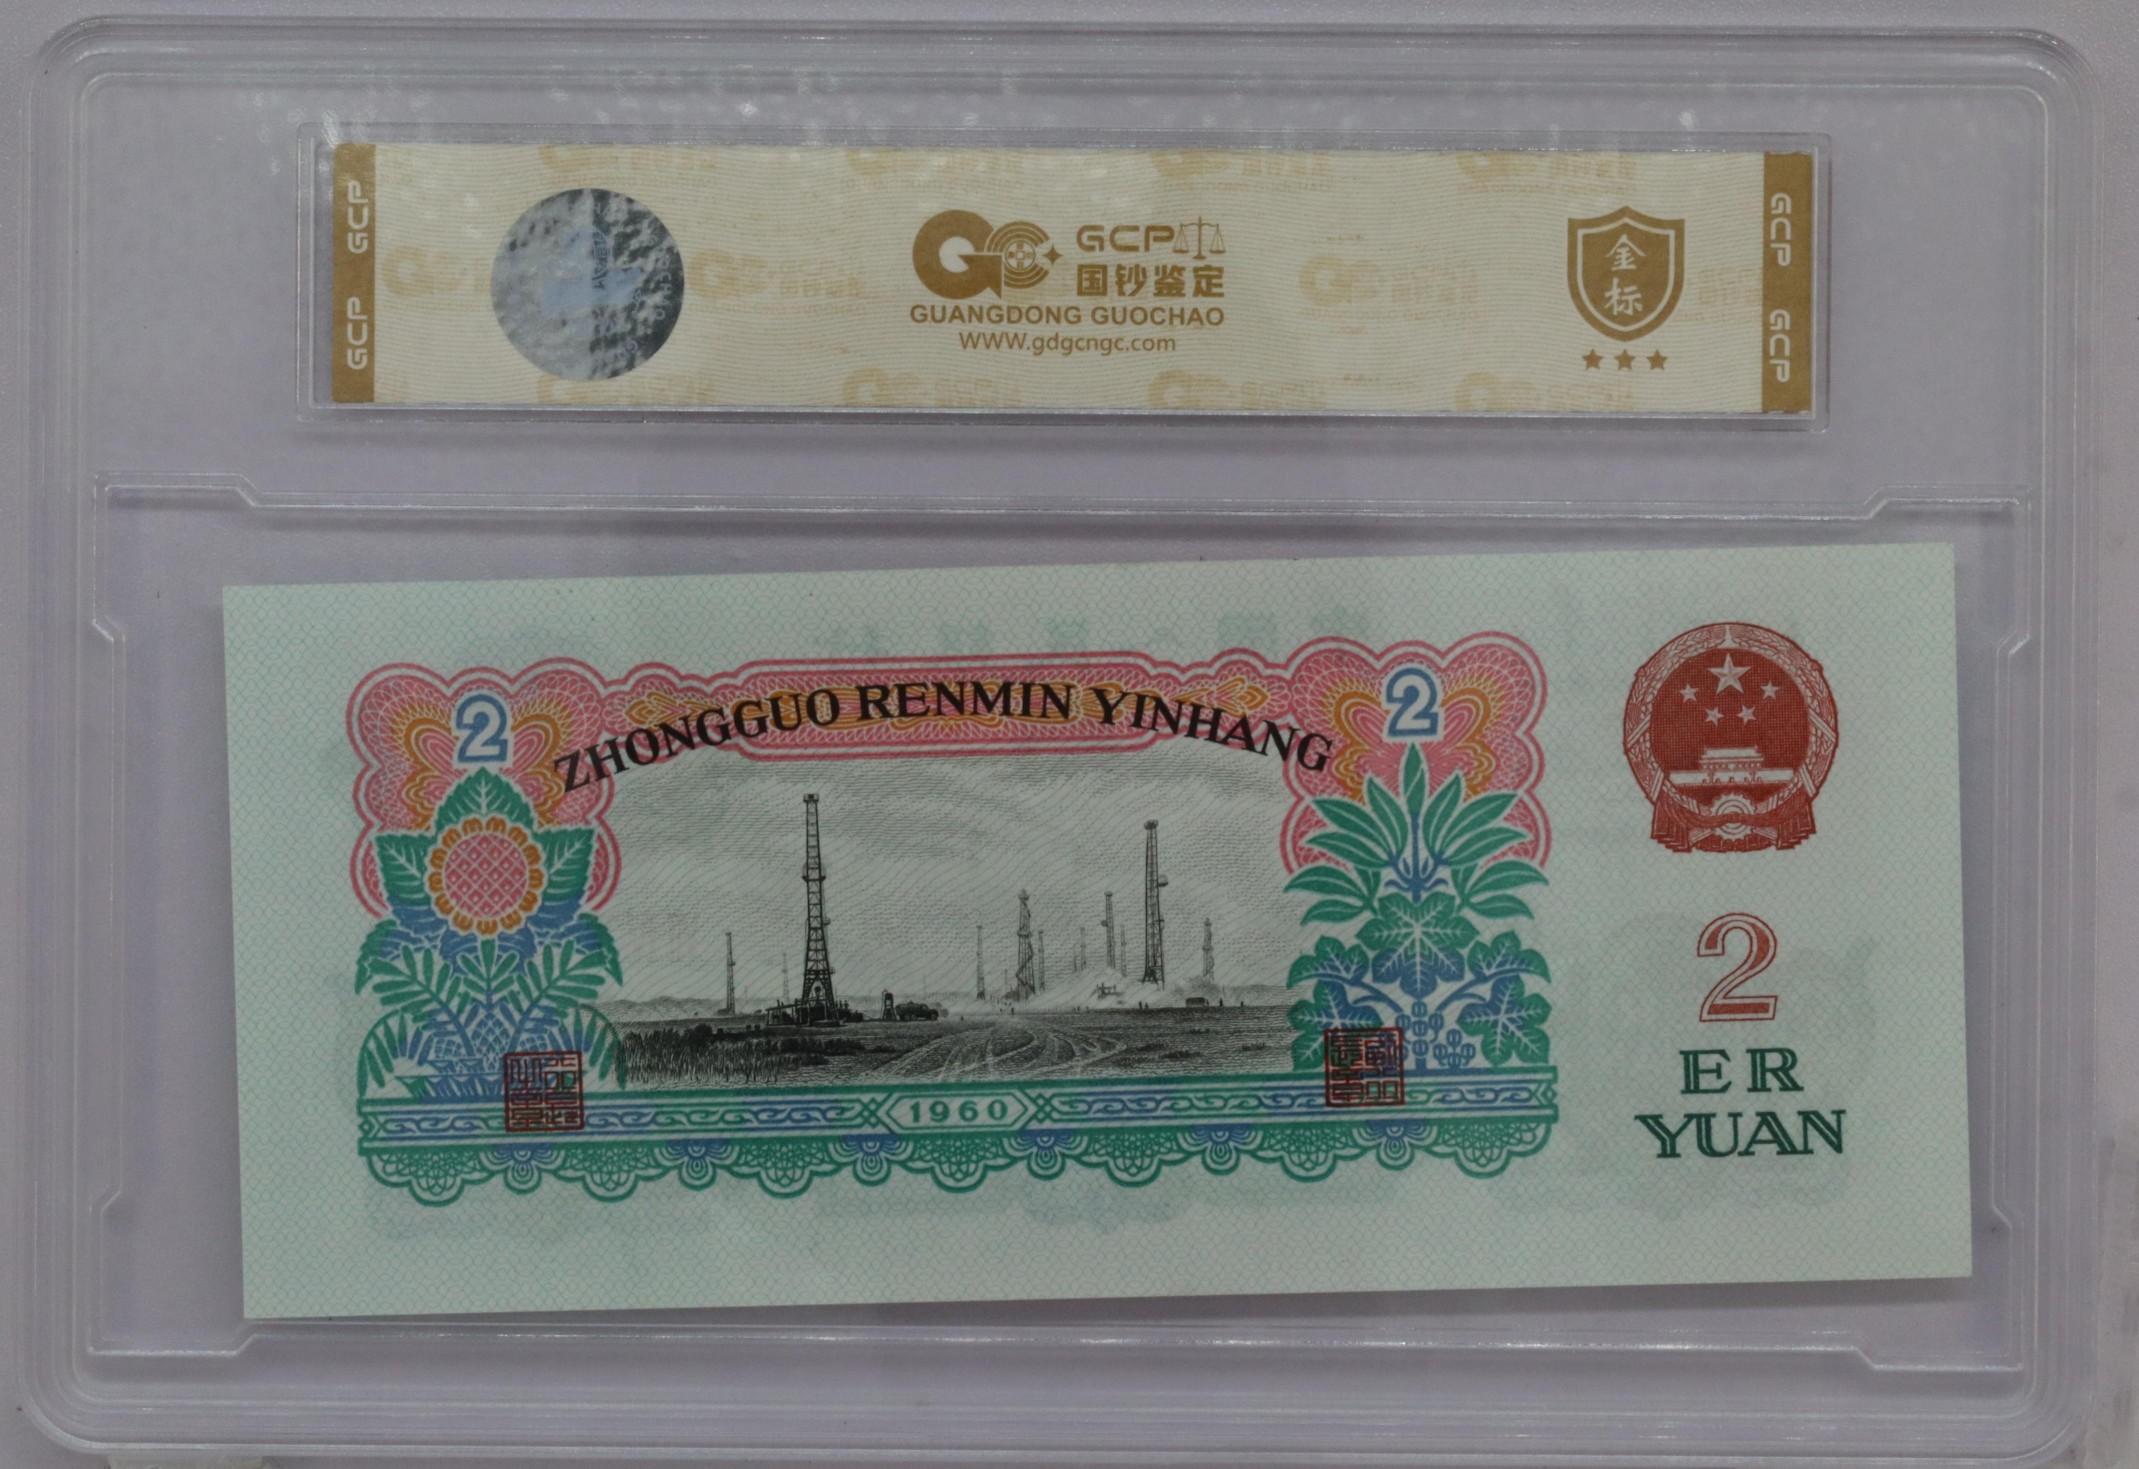 GCP
GCP
GCP
国钞鉴定
GUANGDONG GUOCHAO
WWW.gdgcngc.com
金
标
GCP
GCP
2
ZHONGGUO RENMIN YINHANG
2
1960
2
ER
YUAN